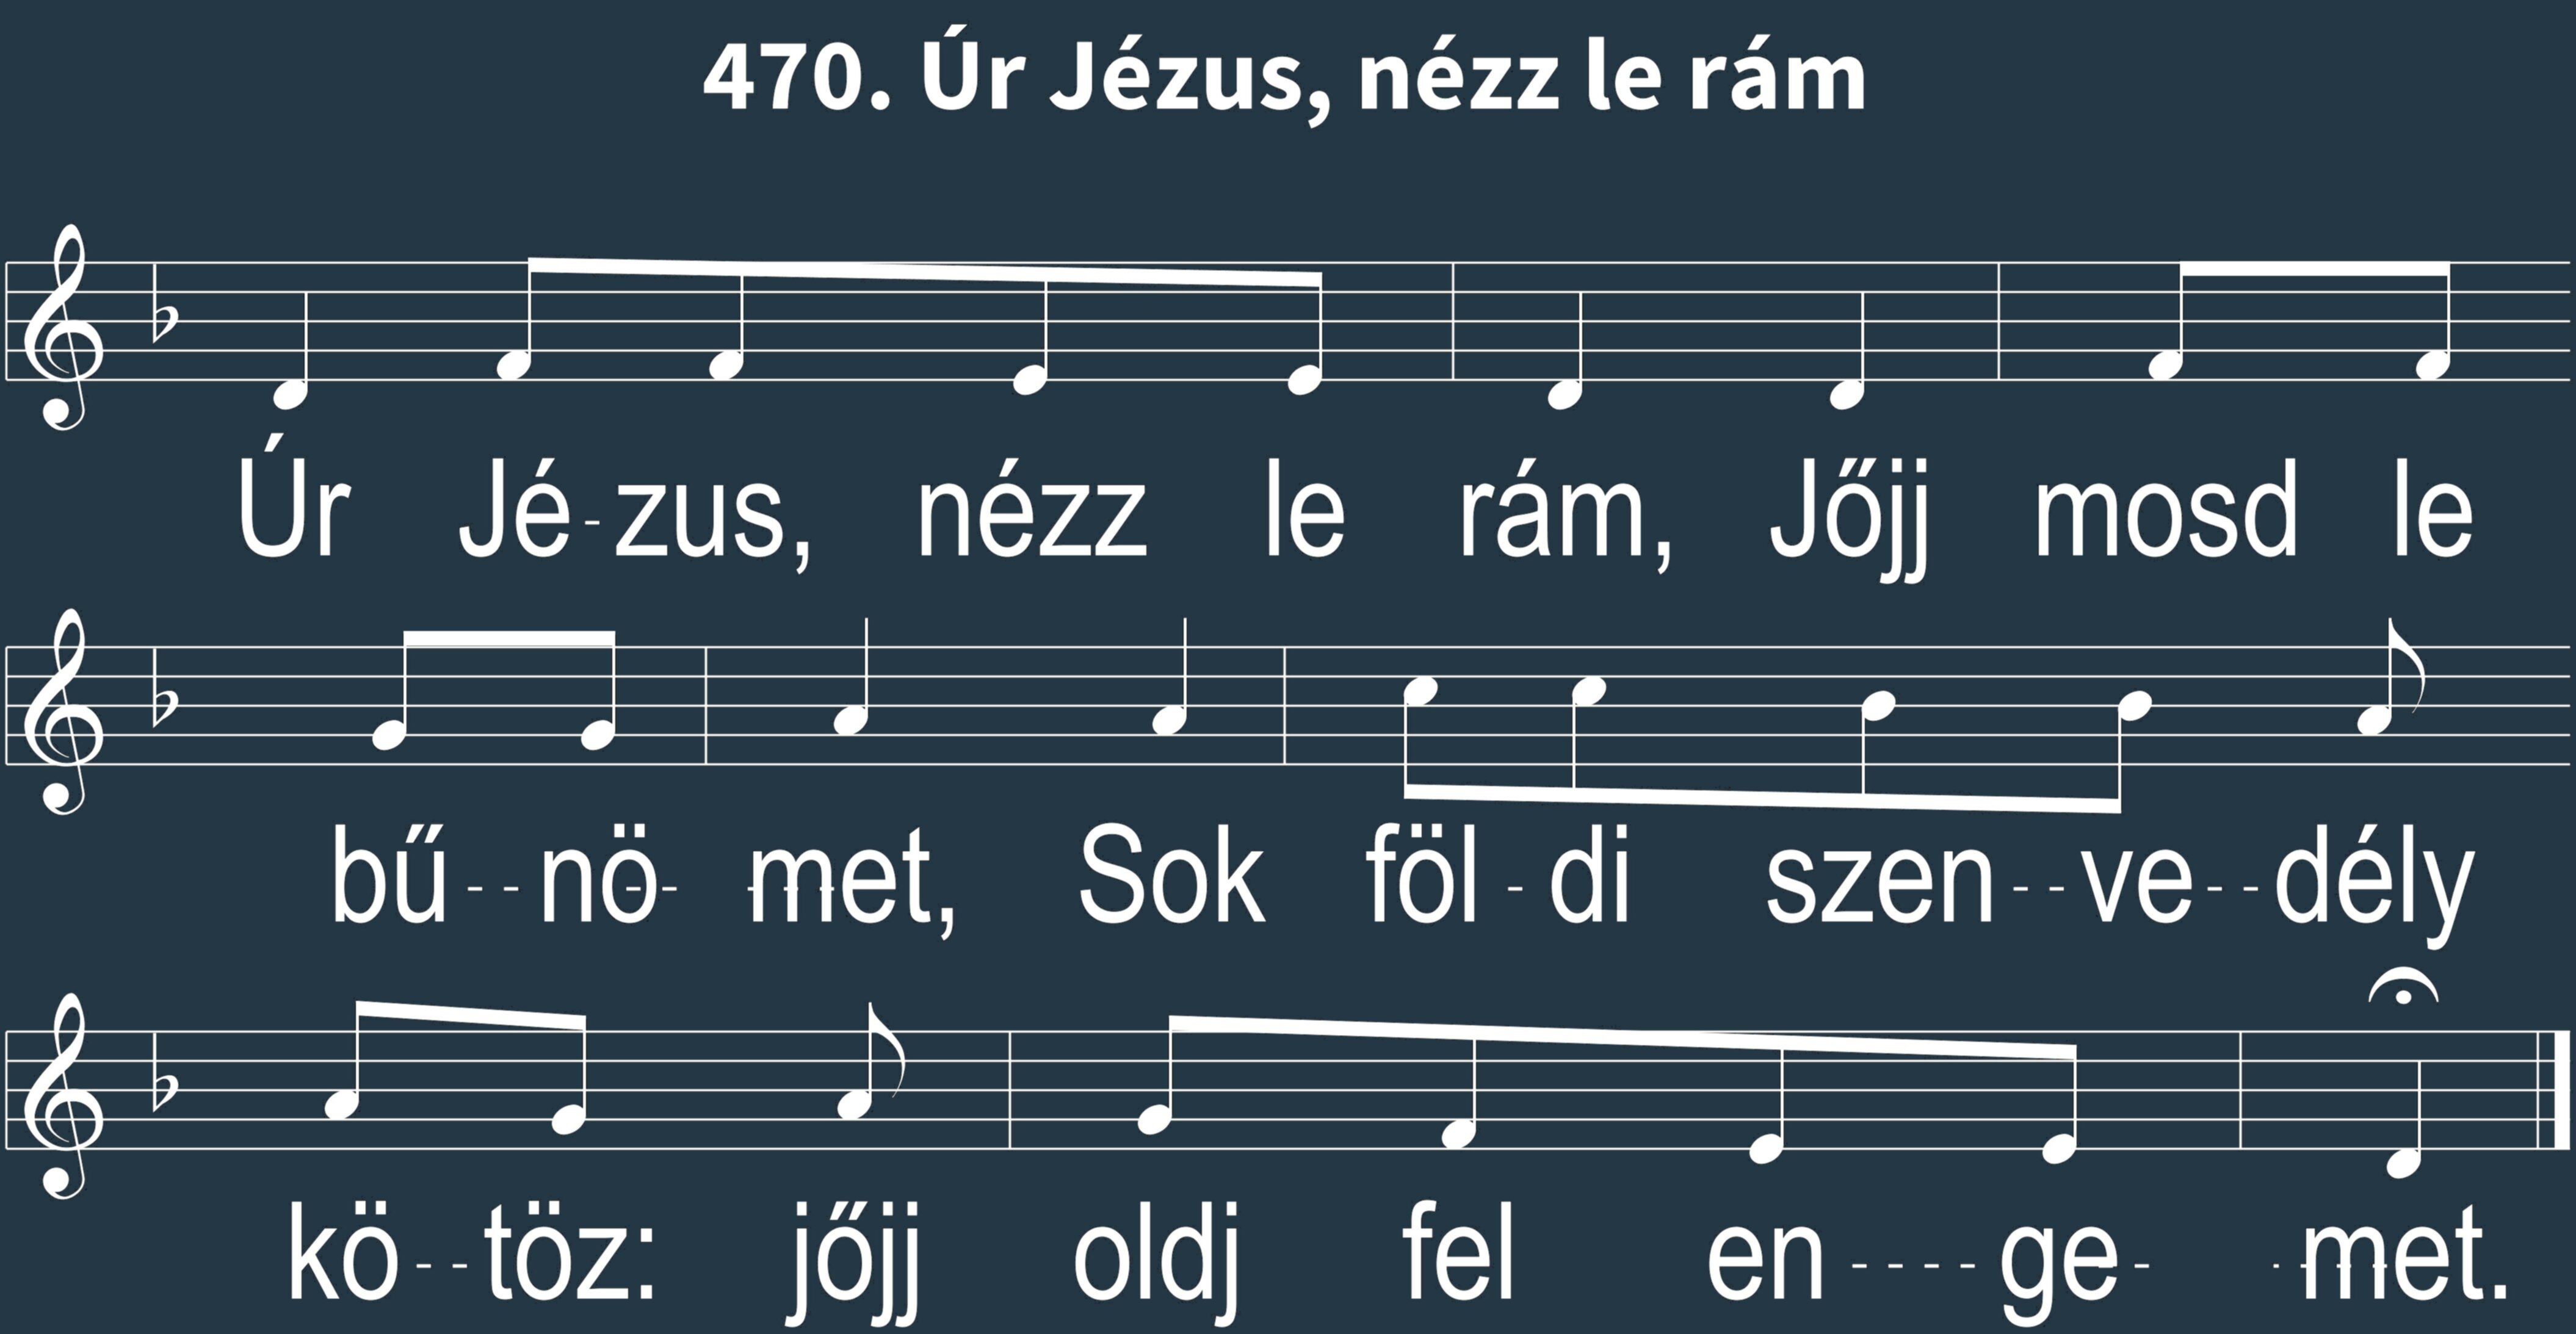 470. Úr Jézus, nézz le rám
Úr Jé-zus, nézz le rám, Jőjj mosd le
bű--nö- met, Sok föl-di szen--ve--dély
kö--töz: jőjj oldj fel en----ge- met.